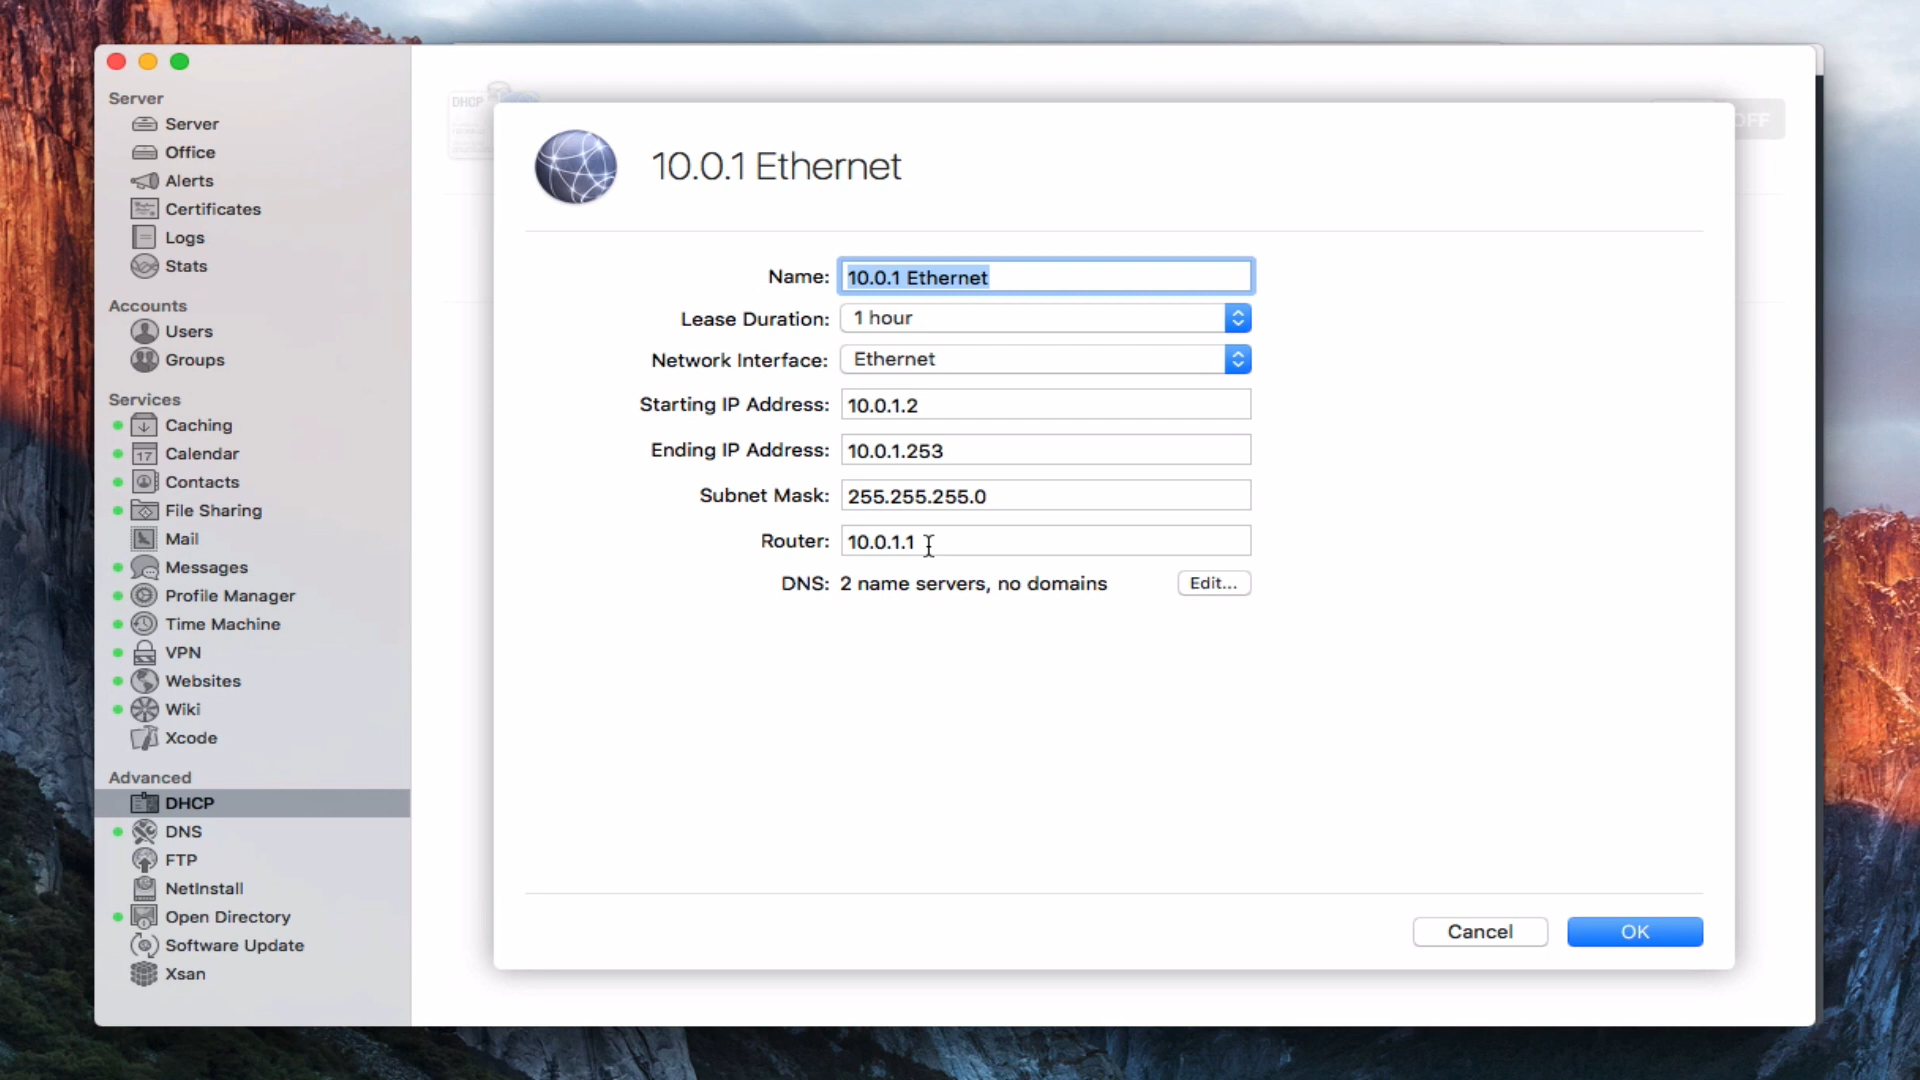 Server
Server
Office
Alerts
Certificates
Logs
Stats
Accounts
Users
Groups
Services
Caching
17
Calendar
Contacts
File Sharing
Mail
Messages
Profile Manager
Time Machine
VPN
Websites
Wiki
Xcode
Advanced
DHCP
DNS
FTP
NetInstall
Open Directory
Software Update
Xsan
DHCP
OFF
10.0.1 Ethernet
Name: 10.0.1 Ethernet
Lease Duration: 1 hour
Network Interface: Ethernet
Starting IP Address: 10.0.1.2
Ending IP Address: 10.0.1.253
Subnet Mask: 255.255.255.0
Router: 10.0.1.1
DNS: 2 name servers, no domains Edit...
Cancel OK